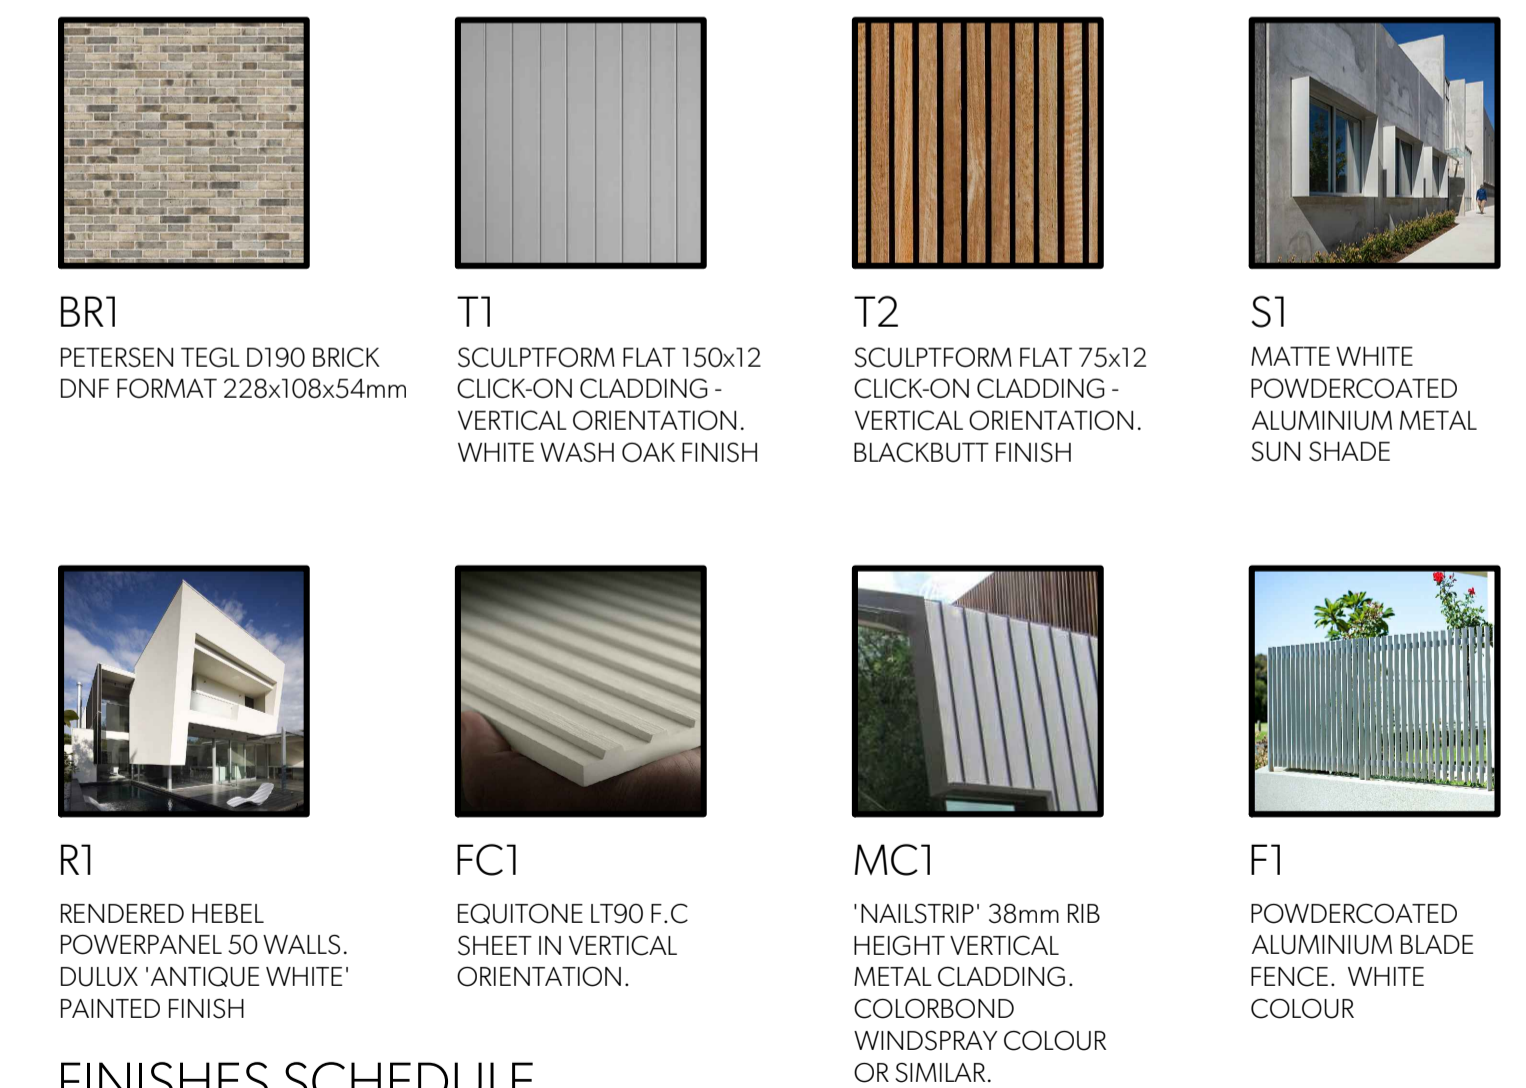 BR1
PETERSEN TEGL D190 BRICK
DNF FORMAT 228x108x54mm
T1
SCULPTFORM FLAT 150x12
CLICK-ON CLADDING -
VERTICAL ORIENTATION.
WHITE WASH OAK FINISH
T2
SCULPTFORM FLAT 75x12
CLICK-ON CLADDING -
VERTICAL ORIENTATION.
BLACKBUTT FINISH
S1
MATTE WHITE
POWDERCOATED
ALUMINIUM METAL
SUN SHADE
R1
RENDERED HEBEL
POWERPANEL 50 WALLS.
DULUX 'ANTIQUE WHITE'
PAINTED FINISH
FC1
EQUITONE LT90 F.C
SHEET IN VERTICAL
ORIENTATION.
MC1
'NAILSTRIP' 38mm RIB
HEIGHT VERTICAL
METAL CLADDING.
COLORBOND
WINDSPRAY COLOUR
OR SIMILAR.
F1
POWDERCOATED
ALUMINIUM BLADE
FENCE. WHITE
COLOUR
FINISHES SCHEDULE